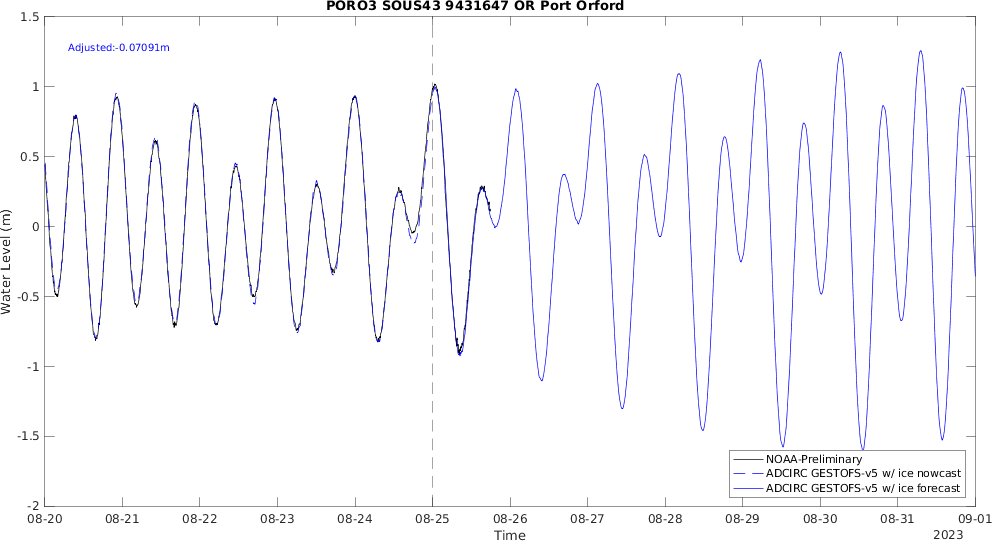 PORO3 SOUS43 9431647 OR Port Orford
Adjusted:-0.07091m
1.5
1
0.5
0
-0.5
-1
-1.5
-2
Water Level (m)
NOAA-Preliminary
ADCIRC GESTOFS-v5 w/ ice nowcast
ADCIRC GESTOFS-v5 w/ ice forecast
08-20 08-21 08-22 08-23 08-24 08-25 08-26 08-27 08-28 08-29 08-30 08-31 09-01
Time
2023